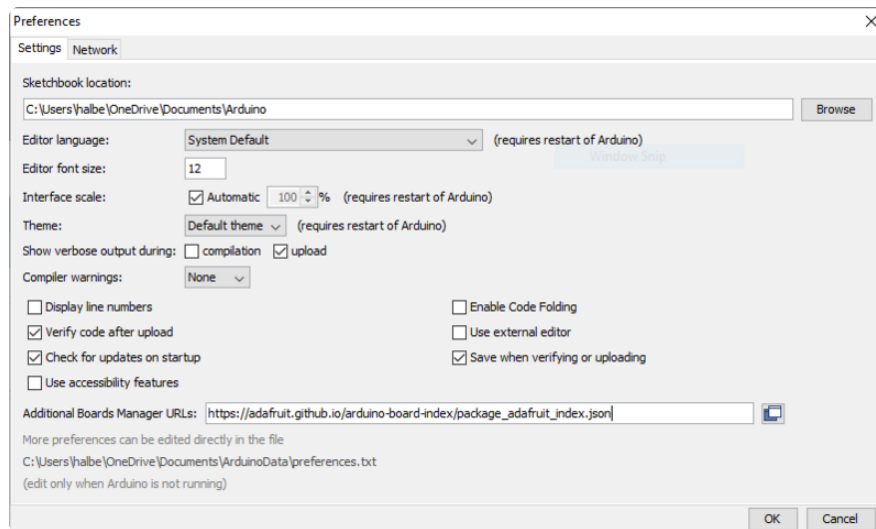 Preferences
Settings Network
Sketchbook location:
C:\Users\halbe\OneDrive\Documents\Arduino Browse
Editor language: System Default (requires restart of Arduino)
Window Snip
Editor font size: 12
Interface scale: Automatic 100 % (requires restart of Arduino)
Theme: Default theme (requires restart of Arduino)
Show verbose output during: compilation upload
Compiler warnings: None
Display line numbers Enable Code Folding
Verify code after upload Use external editor
Check for updates on startup Save when verifying or uploading
Use accessibility features
Additional Boards Manager URLs: https://adafruit.github.io/arduino-board-index/package_adafruit_index.json
More preferences can be edited directly in the file
C:\Users\halbe\OneDrive\Documents\ArduinoData\preferences.txt
(edit only when Arduino is not running)
OK Cancel